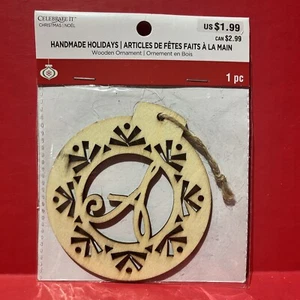 CELEBRATE IT™
CHRISTMAS | NOËL
US $1.99
CAN $2.99
HANDMADE HOLIDAYS | ARTICLES DE FÊTES FAITS À LA MAIN
Wooden Ornament | Ornement en Bois
1 pc
A